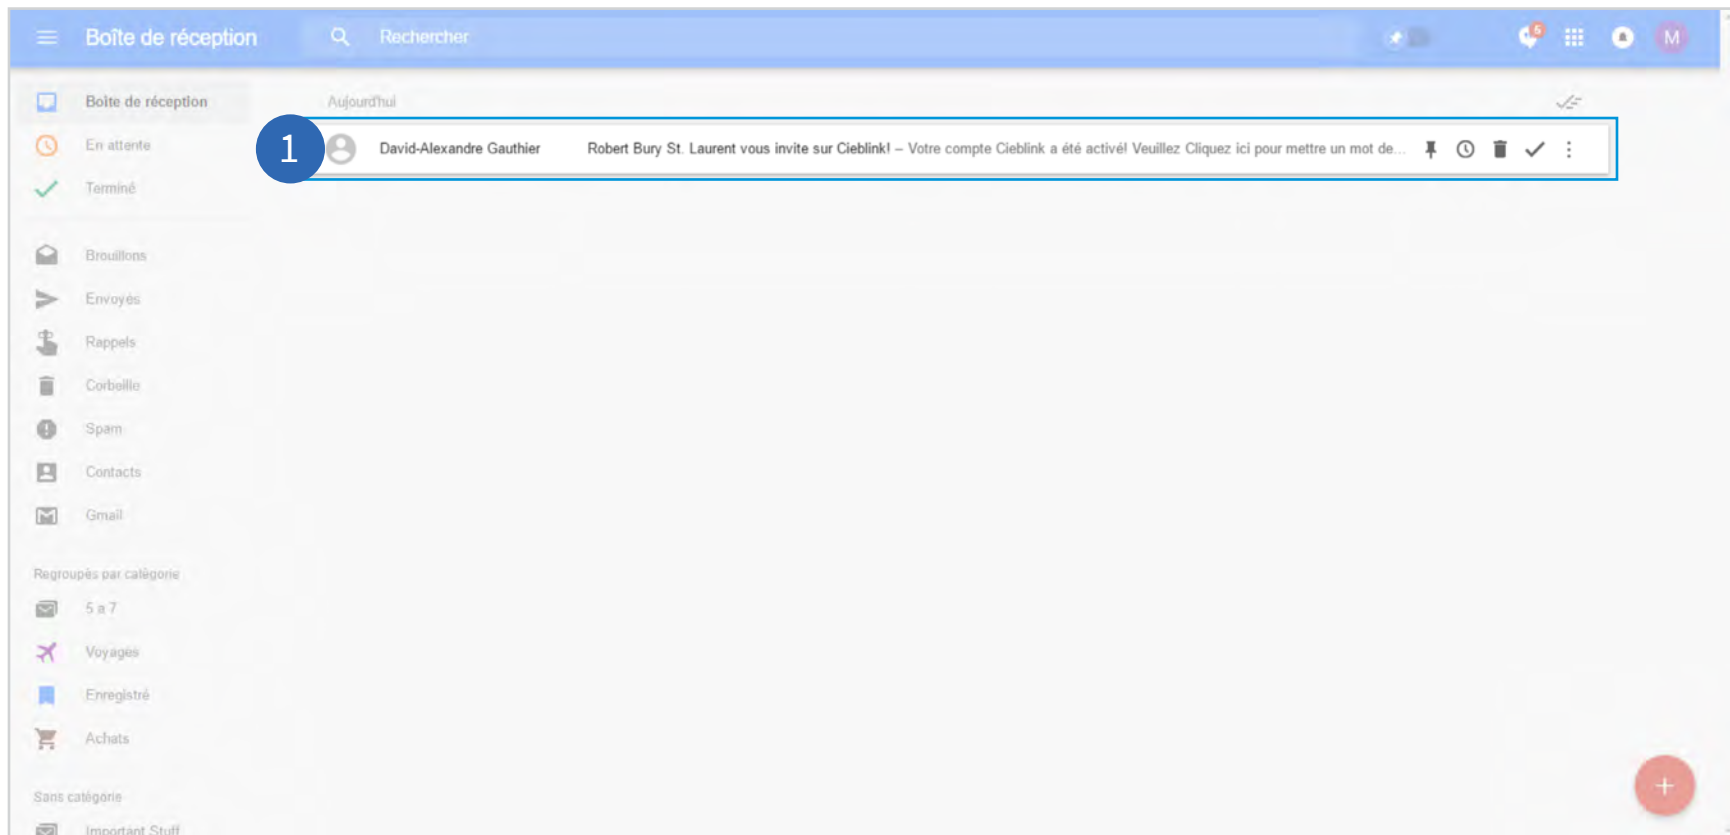 Boîte de réception Rechercher 6 M
Boîte de réception
En attente
Terminé
Brouillons
Envoyés
Rappels
Corbeille
Spam
Contacts
Gmail
Regroupés par catégorie
5 a 7
Voyages
Enregistré
Achats
Sans catégorie
Important Stuff
Aujourd'hui
1 David-Alexandre Gauthier Robert Bury St. Laurent vous invite sur Cieblink! – Votre compte Cieblink a été activé! Veuillez Cliquez ici pour mettre un mot de...